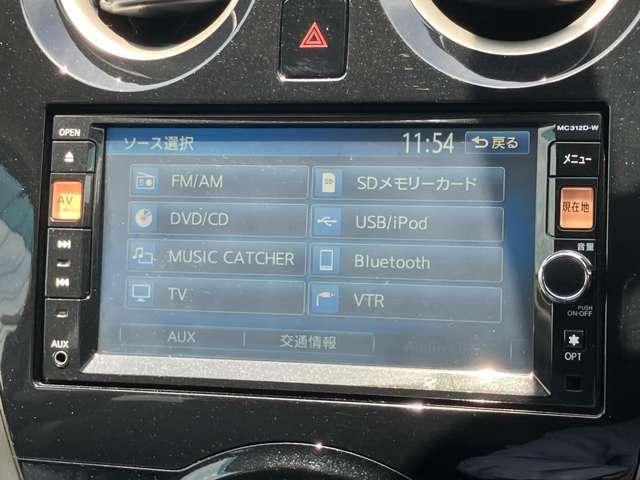 OPEN
MC312D-W
ソース選択
11:54
戻る
メニュー
FM/AM
SDメモリーカード
AV
現在地
DVD/CD
USB/iPod
音量
MUSIC CATCHER
Bluetooth
TV
VTR
PUSH
ON-OFF
AUX
AUX
交通情報
OPT